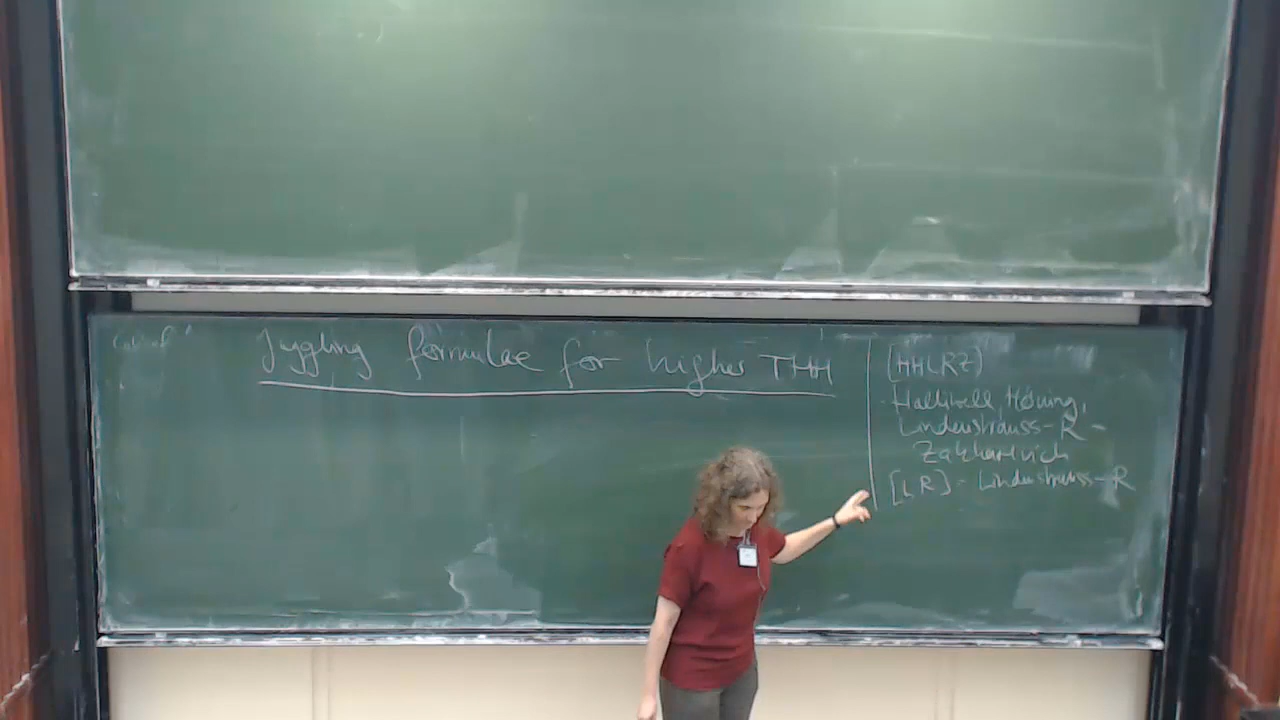 Juggling formulae for higher THH
[HHLRZ]
Halliwell, Höning,
Lindenstrauss-R-
Zakharevich
[LR] - Lindenstrauss-R